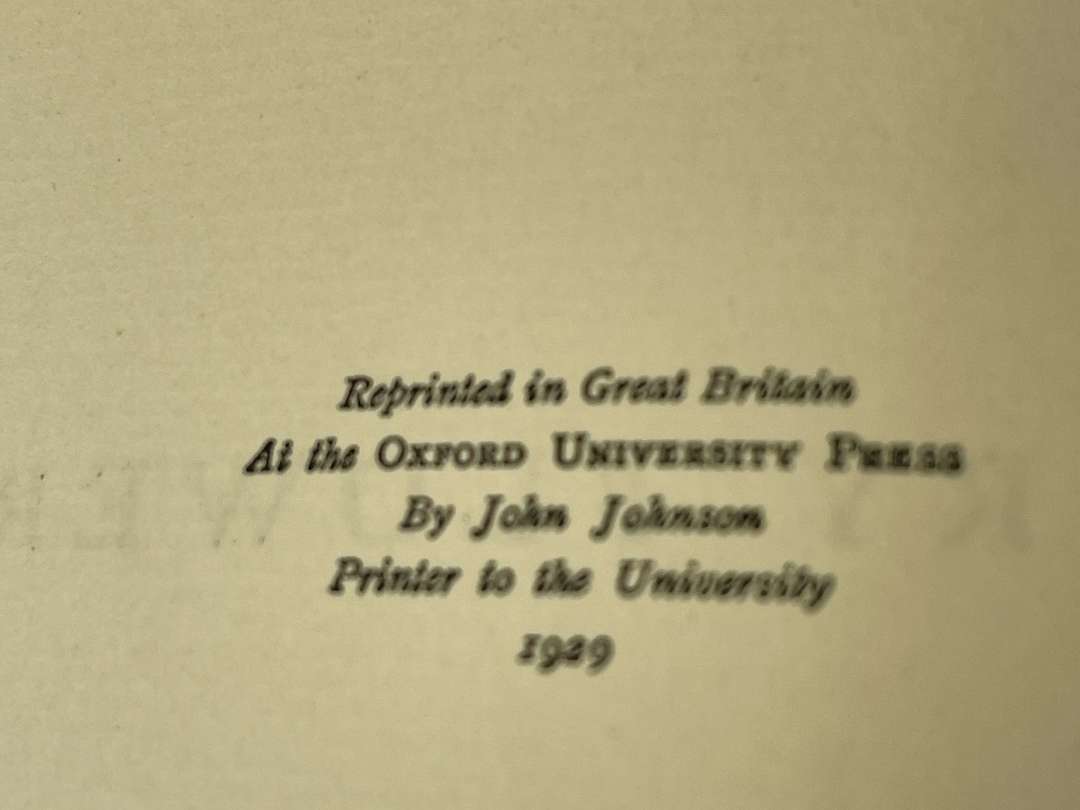 Reprinted in Great Britain
At the OXFORD UNIVERSITY PRESS
By John Johnson
Printer to the University
1929